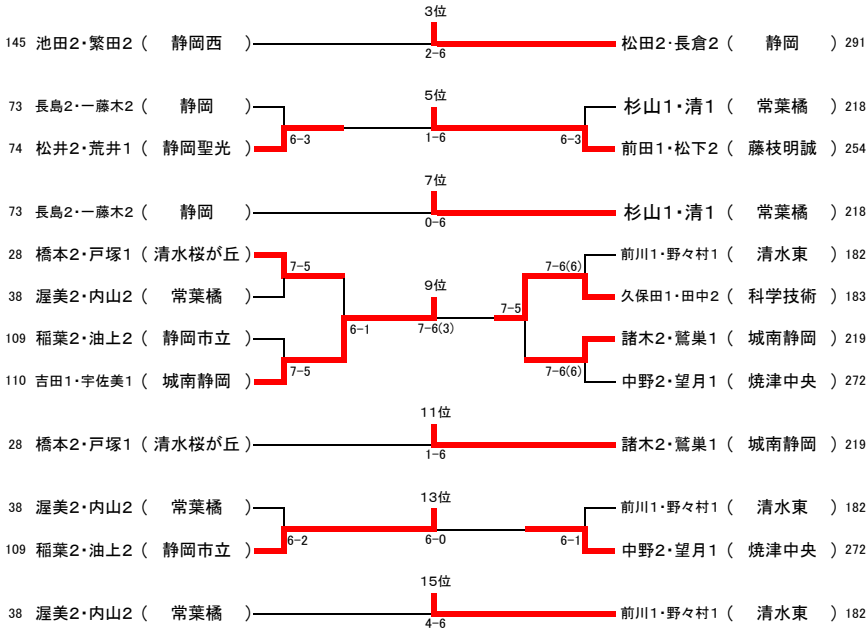 3位
145 池田2・繁田2 ( 静岡西 ) 2-6 松田2・長倉2 ( 静岡 ) 291
5位
73 長島2・一藤木2 ( 静岡 ) 杉山1・清1 ( 常葉橘 ) 218
6-3 1-6 6-3
74 松井2・荒井1 ( 静岡聖光 ) 前田1・松下2 ( 藤枝明誠 ) 254
7位
73 長島2・一藤木2 ( 静岡 ) 0-6 杉山1・清1 ( 常葉橘 ) 218
28 橋本2・戸塚1 ( 清水桜が丘 ) 前川1・野々村1 ( 清水東 ) 182
7-5 7-6(6)
38 渥美2・内山2 ( 常葉橘 ) 9位 久保田1・田中2 ( 科学技術 ) 183
6-1 7-6(3) 7-5
109 稲葉2・油上2 ( 静岡市立 ) 諸木2・鷲巣1 ( 城南静岡 ) 219
7-5 7-6(6)
110 吉田1・宇佐美1 ( 城南静岡 ) 中野2・望月1 ( 焼津中央 ) 272
11位
28 橋本2・戸塚1 ( 清水桜が丘 ) 1-6 諸木2・鷲巣1 ( 城南静岡 ) 219
13位
38 渥美2・内山2 ( 常葉橘 ) 前川1・野々村1 ( 清水東 ) 182
6-2 6-0 6-1
109 稲葉2・油上2 ( 静岡市立 ) 中野2・望月1 ( 焼津中央 ) 272
15位
38 渥美2・内山2 ( 常葉橘 ) 4-6 前川1・野々村1 ( 清水東 ) 182